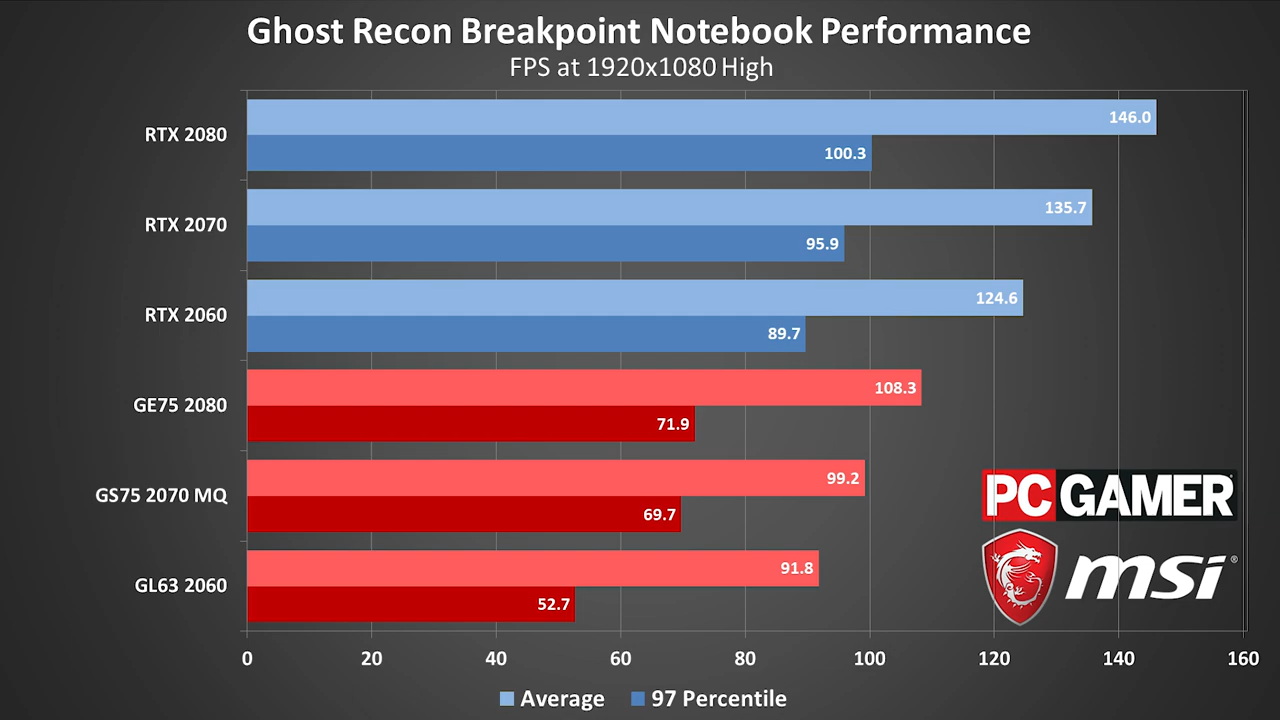 Ghost Recon Breakpoint Notebook Performance
FPS at 1920x1080 High
RTX 2080
146.0
100.3
RTX 2070
135.7
95.9
RTX 2060
124.6
89.7
GE75 2080
108.3
71.9
GS75 2070 MQ
99.2
69.7
GL63 2060
91.8
52.7
PC GAMER
msi®
0 20 40 60 80 100 120 140 160
Average 97 Percentile